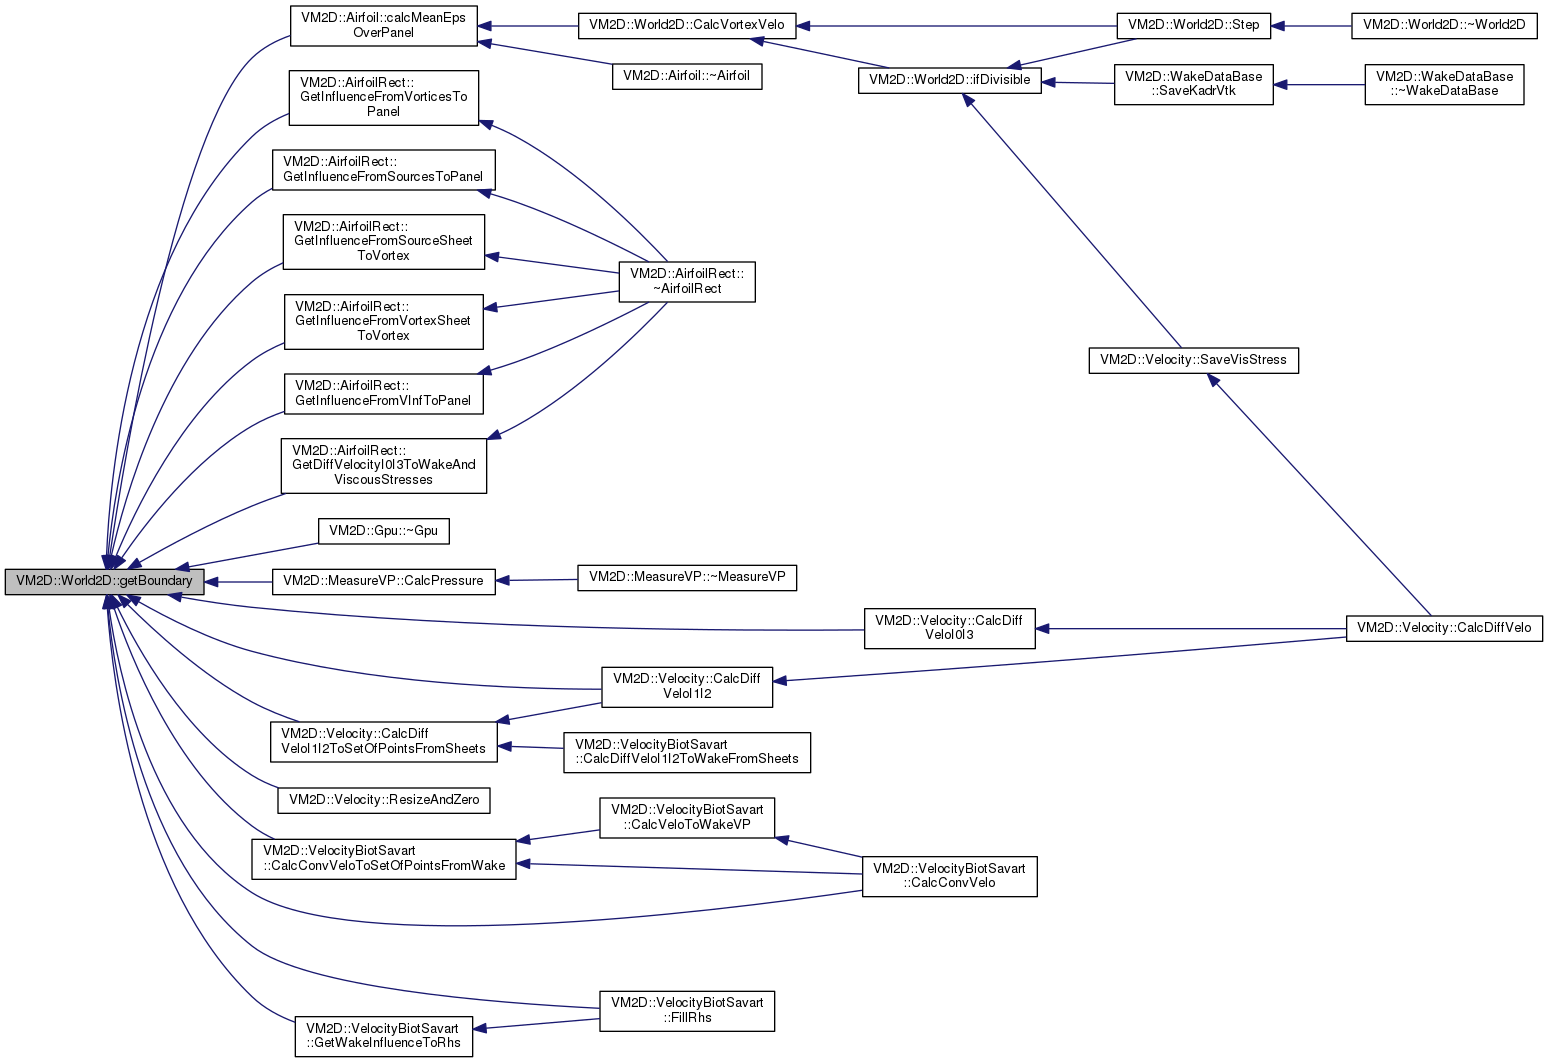 VM2D::World2D::getBoundary
VM2D::Airfoil::calcMeanEps
OverPanel
VM2D::World2D::CalcVortexVelo
VM2D::Airfoil::~Airfoil
VM2D::World2D::ifDivisible
VM2D::World2D::Step
VM2D::World2D::~World2D
VM2D::WakeDataBase
::SaveKadrVtk
VM2D::WakeDataBase
::~WakeDataBase
VM2D::AirfoilRect::
GetInfluenceFromVorticesTo
Panel
VM2D::AirfoilRect::
GetInfluenceFromSourcesToPanel
VM2D::AirfoilRect::
GetInfluenceFromSourceSheet
ToVortex
VM2D::AirfoilRect::
~AirfoilRect
VM2D::AirfoilRect::
GetInfluenceFromVortexSheet
ToVortex
VM2D::Velocity::SaveVisStress
VM2D::AirfoilRect::
GetInfluenceFromVInfToPanel
VM2D::AirfoilRect::
GetDiffVelocityI0I3ToWakeAnd
ViscousStresses
VM2D::Gpu::~Gpu
VM2D::MeasureVP::CalcPressure
VM2D::MeasureVP::~MeasureVP
VM2D::Velocity::CalcDiff
VeloI0I3
VM2D::Velocity::CalcDiffVelo
VM2D::Velocity::CalcDiff
VeloI1I2
VM2D::Velocity::CalcDiff
VeloI1I2ToSetOfPointsFromSheets
VM2D::VelocityBiotSavart
::CalcDiffVeloI1I2ToWakeFromSheets
VM2D::Velocity::ResizeAndZero
VM2D::VelocityBiotSavart
::CalcVeloToWakeVP
VM2D::VelocityBiotSavart
::CalcConvVeloToSetOfPointsFromWake
VM2D::VelocityBiotSavart
::CalcConvVelo
VM2D::VelocityBiotSavart
::FillRhs
VM2D::VelocityBiotSavart
::GetWakeInfluenceToRhs